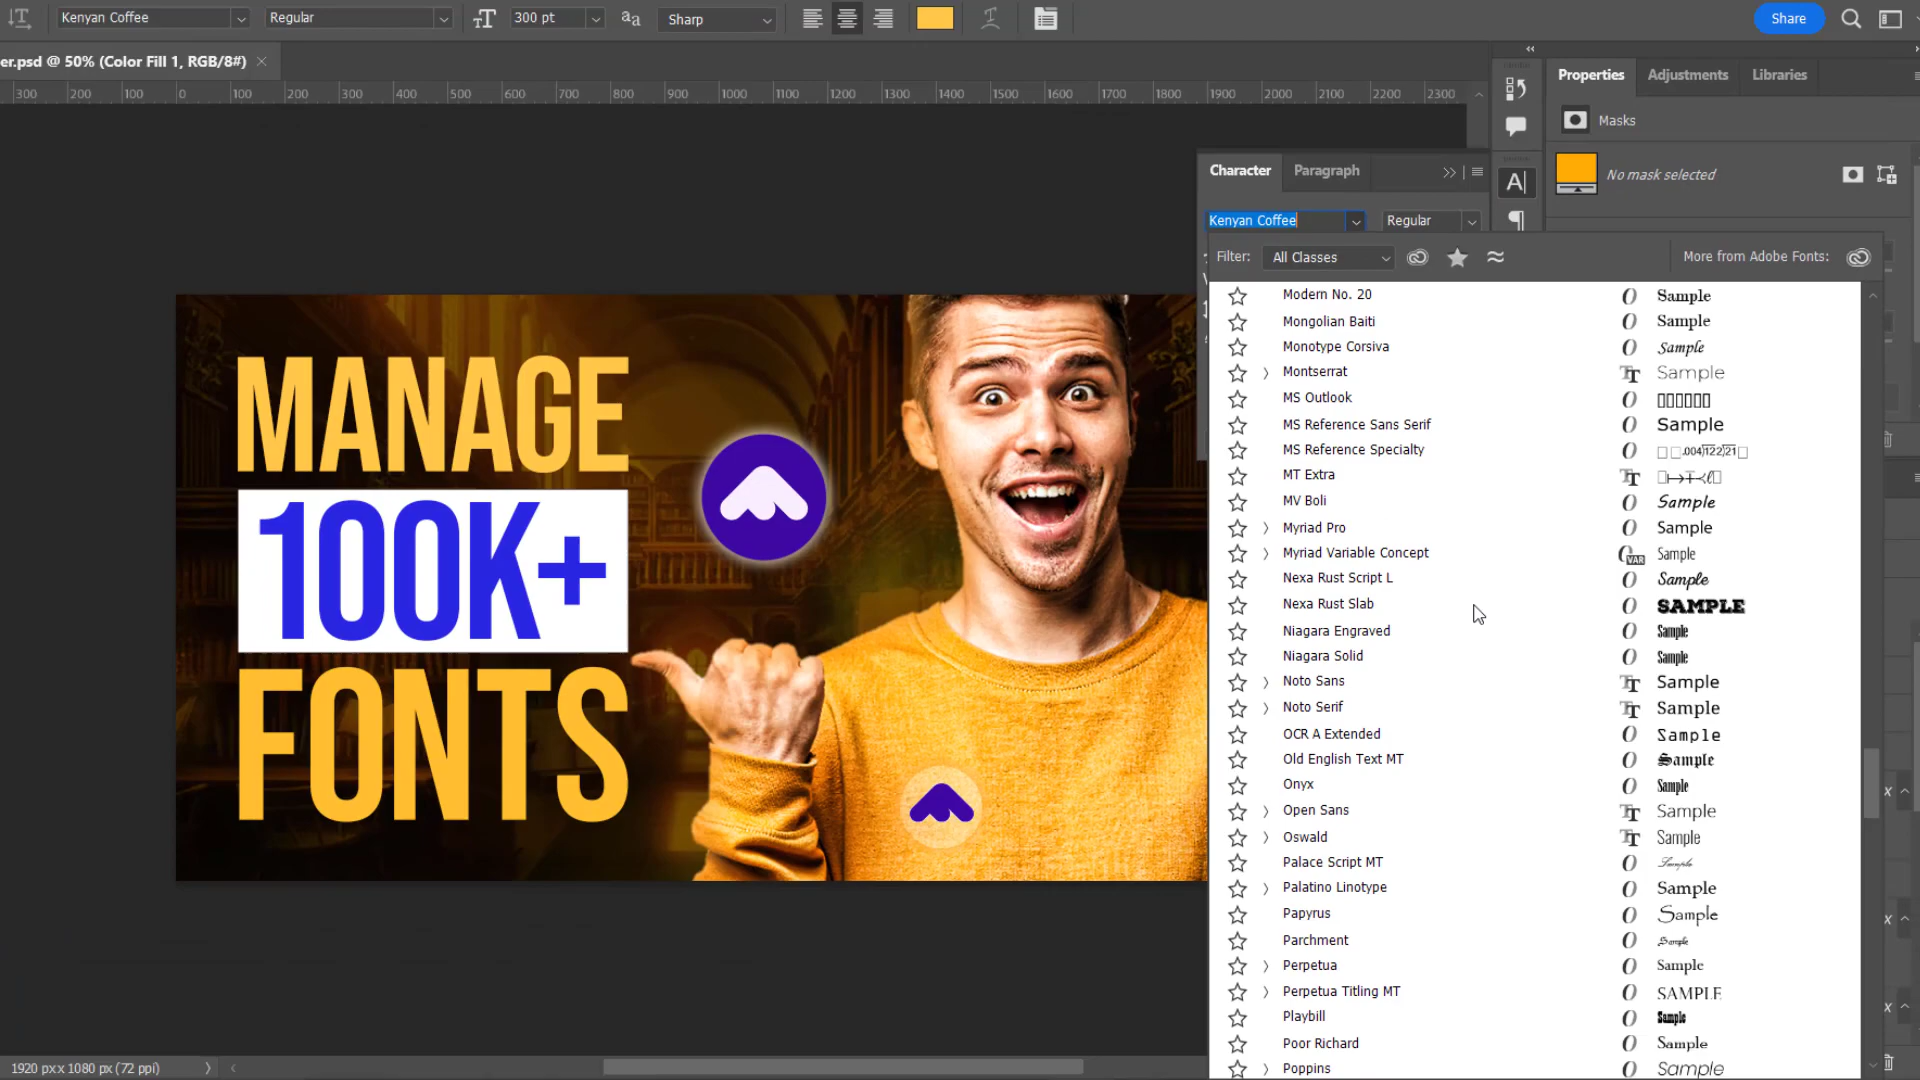 Kenyan Coffee Regular 300 pt Sharp Share
er.psd @ 50% (Color Fill 1, RGB/8#)
300 200 100 0 100 200 300 400 500 600 700 800 900 1000 1100 1200 1300 1400 1500 1600 1700 1800 1900 2000 2100 2200 2300
Properties Adjustments Libraries
Masks
No mask selected
Character Paragraph
Kenyan Coffee Regular
Filter: All Classes More from Adobe Fonts:
Modern No. 20 Sample
Mongolian Baiti Sample
Monotype Corsiva Sample
Montserrat Sample
MS Outlook
MS Reference Sans Serif Sample
MS Reference Specialty
MT Extra
MV Boli Sample
Myriad Pro Sample
Myriad Variable Concept VAR Sample
Nexa Rust Script L Sample
Nexa Rust Slab SAMPLE
Niagara Engraved Sample
Niagara Solid Sample
Noto Sans Sample
Noto Serif Sample
OCR A Extended Sample
Old English Text MT Sample
Onyx Sample
Open Sans Sample
Oswald Sample
Palace Script MT Sample
Palatino Linotype Sample
Papyrus Sample
Parchment Sample
Perpetua Sample
Perpetua Titling MT SAMPLE
Playbill Sample
Poor Richard Sample
Poppins Sample
MANAGE
100K+
FONTS
1920 px x 1080 px (72 ppi)